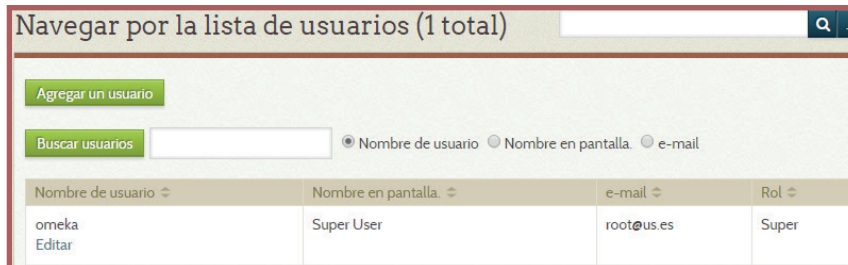 Navegar por la lista de usuarios (1 total)
Agregar un usuario
Buscar usuarios Nombre de usuario Nombre en pantalla. e-mail
Nombre de usuario Nombre en pantalla. e-mail Rol
omeka Super User root@us.es Super
Editar